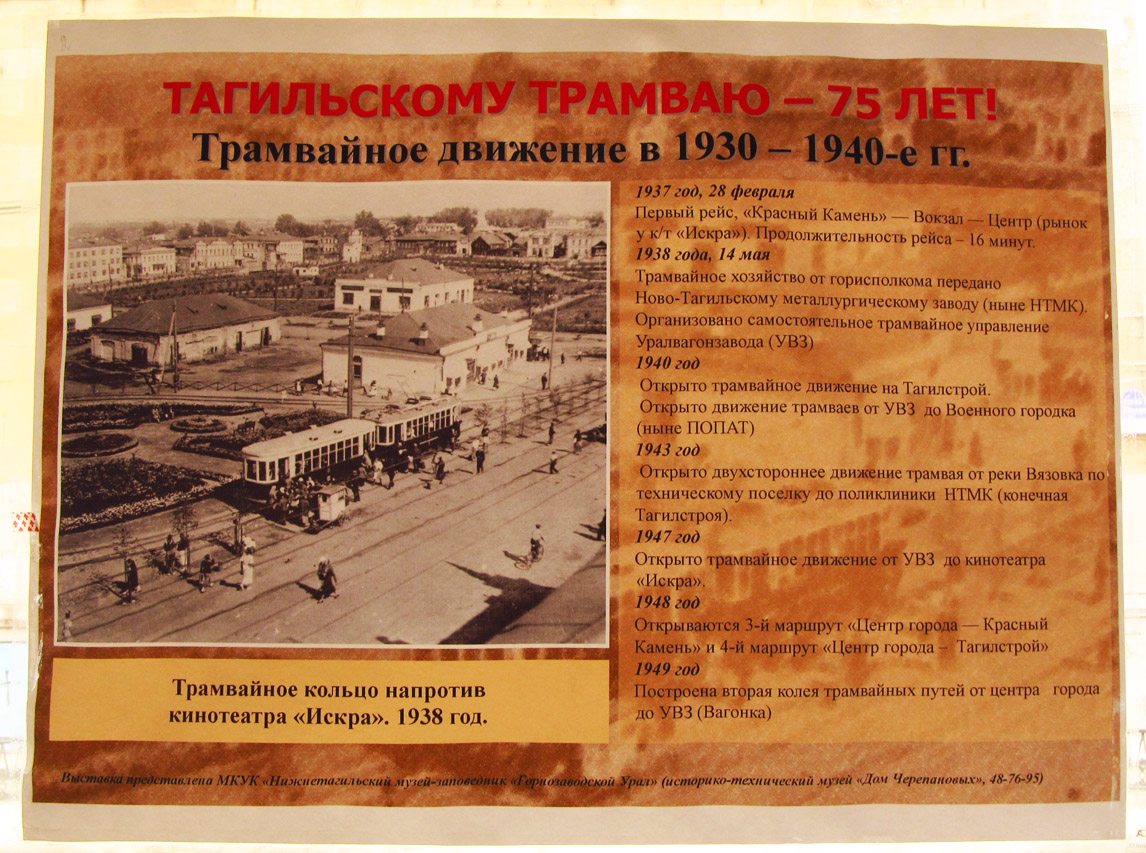 ТАГИЛЬСКОМУ ТРАМВАЮ – 75 ЛЕТ!
Трамвайное движение в 1930 – 1940-е гг.
1937 год, 28 февраля
Первый рейс, «Красный Камень» — Вокзал — Центр (рынок
у к/т «Искра»). Продолжительность рейса – 16 минут.
1938 года, 14 мая
Трамвайное хозяйство от горисполкома передано
Ново-Тагильскому металлургическому заводу (ныне НТМК).
Организовано самостоятельное трамвайное управление
Уралвагонзавода (УВЗ)
1940 год
Открыто трамвайное движение на Тагилстрой.
Открыто движение трамваев от УВЗ до Военного городка
(ныне ПОПАТ)
1943 год
Открыто двухстороннее движение трамвая от реки Вязовка по
техническому поселку до поликлиники НТМК (конечная
Тагилстроя).
1947 год
Открыто трамвайное движение от УВЗ до кинотеатра
«Искра».
1948 год
Открываются 3-й маршрут «Центр города — Красный
Камень» и 4-й маршрут «Центр города – Тагилстрой»
1949 год
Построена вторая колея трамвайных путей от центра города
до УВЗ (Вагонка)
Трамвайное кольцо напротив
кинотеатра «Искра». 1938 год.
Выставка представлена МКУК «Нижнетагильский музей-заповедник «Горнозаводской Урал» (историко-технический музей «Дом Черепановых», 48-76-95)